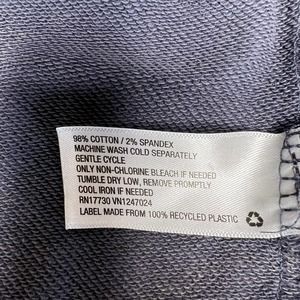 98% COTTON / 2% SPANDEX
MACHINE WASH COLD SEPARATELY
GENTLE CYCLE
ONLY NON-CHLORINE BLEACH IF NEEDED
TUMBLE DRY LOW, REMOVE PROMPTLY
COOL IRON IF NEEDED
RN17730 VN1247024
LABEL MADE FROM 100% RECYCLED PLASTIC